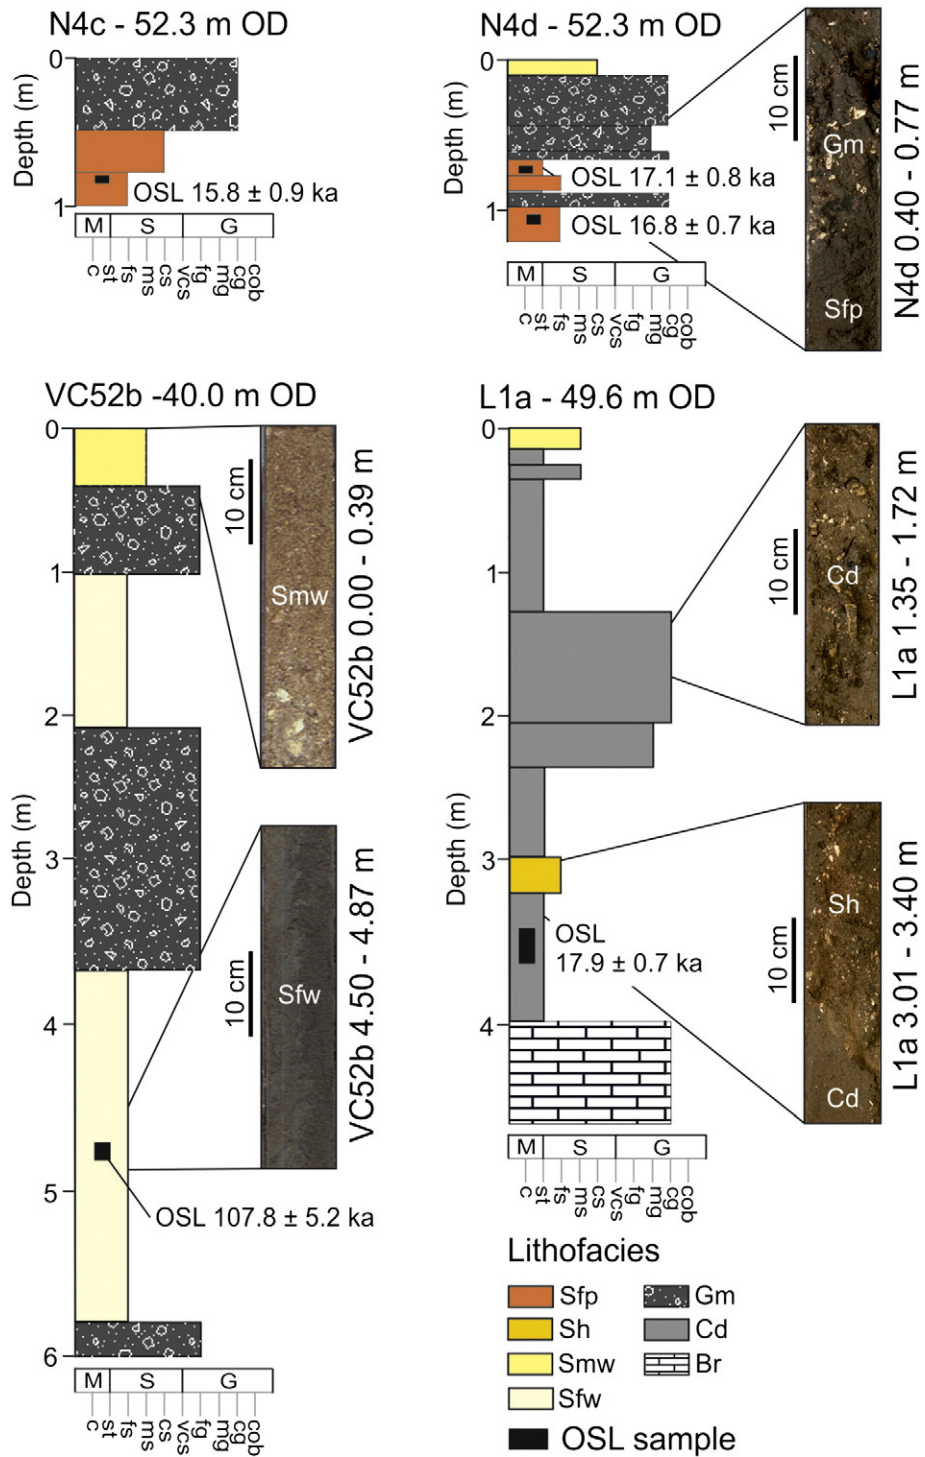 N4c - 52.3 m OD
0
1
Depth (m)
OSL 15.8 ± 0.9 ka
M S G
c st fs ms cs vcs fg mg cg cob
N4d - 52.3 m OD
0
1
Depth (m)
OSL 17.1 ± 0.8 ka
OSL 16.8 ± 0.7 ka
M S G
c st fs ms cs vcs fg mg cg cob
10 cm
Gm
Sfp
N4d 0.40 - 0.77 m
VC52b -40.0 m OD
0
1
2
3
4
5
6
Depth (m)
10 cm
Smw
VC52b 0.00 - 0.39 m
10 cm
Sfw
VC52b 4.50 - 4.87 m
OSL 107.8 ± 5.2 ka
M S G
c st fs ms cs vcs fg mg cg cob
L1a - 49.6 m OD
0
1
2
3
4
Depth (m)
10 cm
Cd
L1a 1.35 - 1.72 m
OSL
17.9 ± 0.7 ka
10 cm
Sh
Cd
L1a 3.01 - 3.40 m
M S G
c st fs ms cs vcs fg mg cg cob
Lithofacies
Sfp Gm
Sh Cd
Smw Br
Sfw
OSL sample